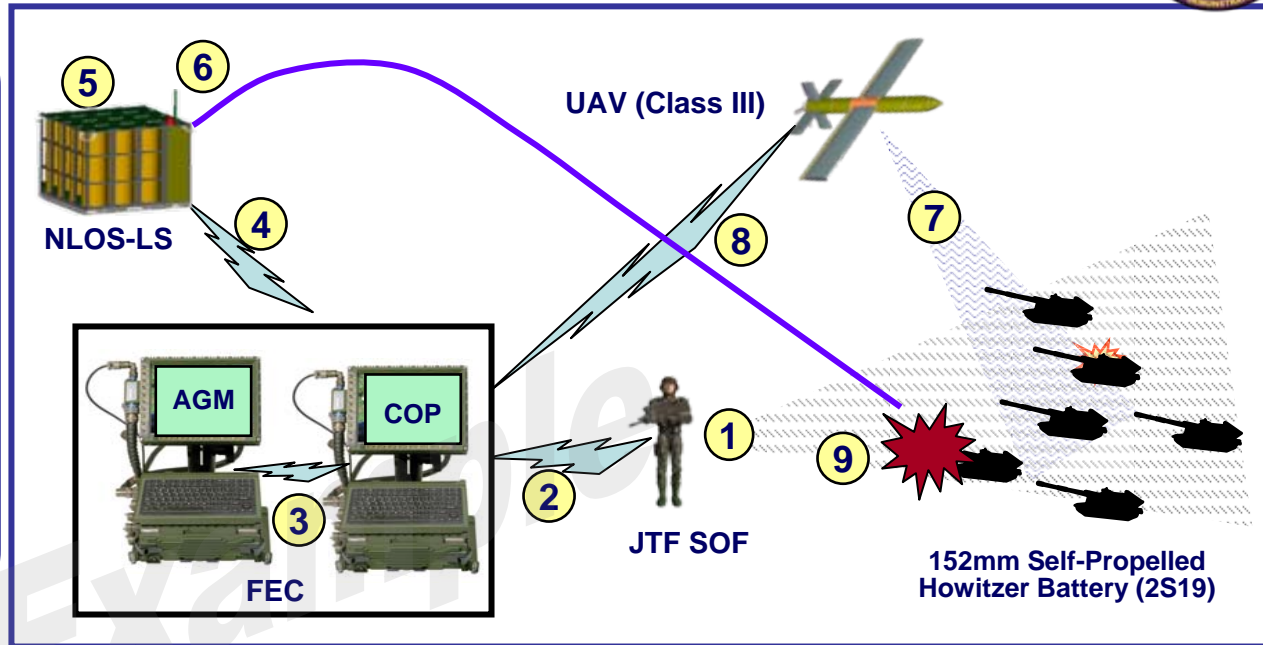 5
6
UAV (Class III)
NLOS-LS
4
8
7
AGM
COP
3
2
1
9
FEC
JTF SOF
152mm Self-Propelled
Howitzer Battery (2S19)
Example